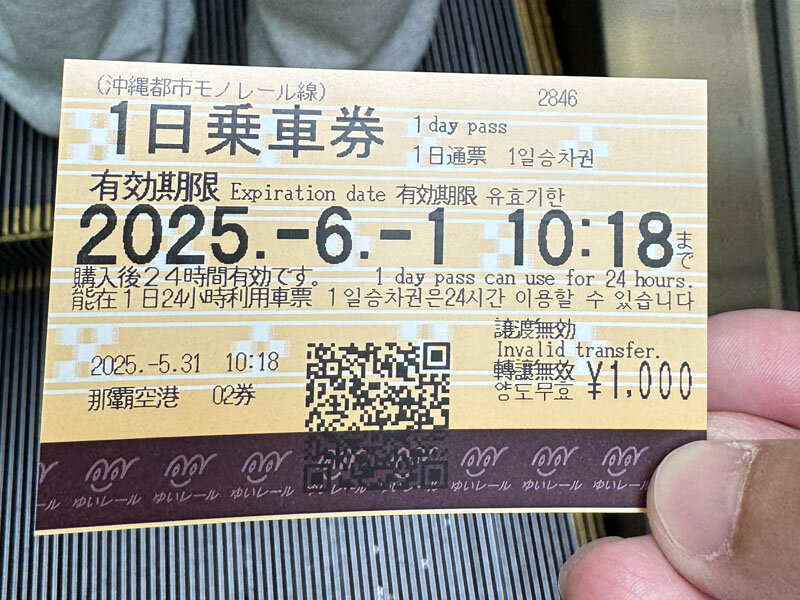 （沖縄都市モノレール線）
2846
1日乗車券
1 day pass
1日通票 1일승차권
有効期限 Expiration date 有効期限 유효기한
2025.-6.-1 10:18まで
購入後24時間有効です。 1 day pass can use for 24 hours.
能在1日24小時利用車票 1일승차권은24시간 이용할 수 있습니다
譲渡無効
Invalid transfer.
2025.-5.31 10:18
轉讓無效
양도무효
¥1,000
那覇空港 02券
ゆいレール ゆいレール ゆいレール ゆいレール ゆいレール ゆいレール